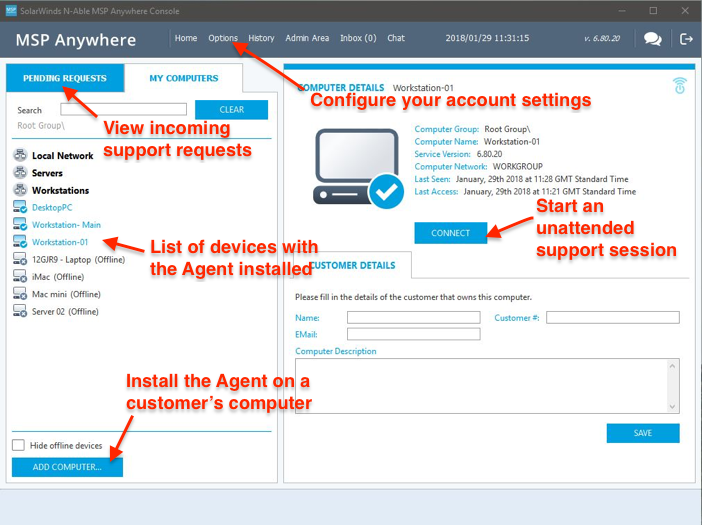 MSP SolarWinds N-Able MSP Anywhere Console
MSP Anywhere
Home Options History Admin Area Inbox (0) Chat 2018/01/29 11:31:15 v. 6.80.20
PENDING REQUESTS MY COMPUTERS
Search CLEAR
Root Group\
View incoming
support requests
Local Network
Servers
Workstations
DesktopPC
Workstation- Main
Workstation-01
12GJR9 - Laptop (Offline)
iMac (Offline)
Mac mini (Offline)
Server 02 (Offline)
List of devices with
the Agent installed
Install the Agent on a
customer's computer
Hide offline devices
ADD COMPUTER...
COMPUTER DETAILS Workstation-01
Configure your account settings
Computer Group: Root Group\
Computer Name: Workstation-01
Service Version: 6.80.20
Computer Network: WORKGROUP
Last Seen: January, 29th 2018 at 11:28 GMT Standard Time
Last Access: January, 29th 2018 at 11:21 GMT Standard Time
CONNECT
Start an
unattended
support session
CUSTOMER DETAILS
Please fill in the details of the customer that owns this computer.
Name: Customer #:
EMail:
Computer Description
SAVE